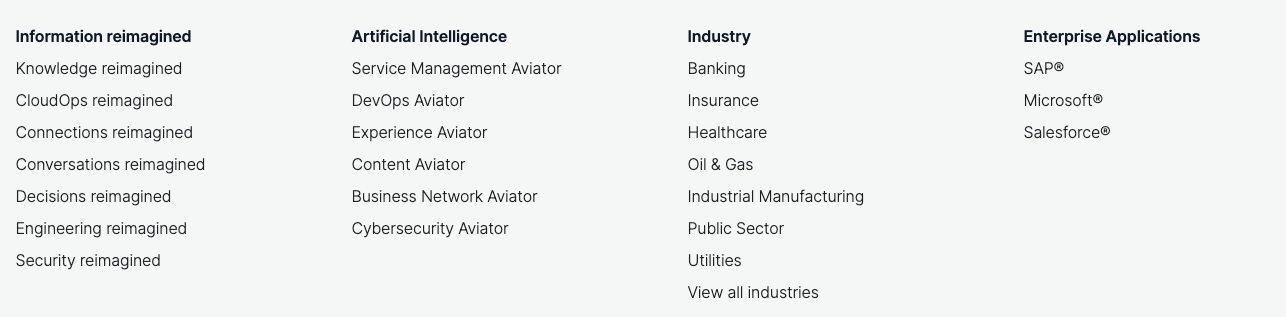 Information reimagined
Knowledge reimagined
CloudOps reimagined
Connections reimagined
Conversations reimagined
Decisions reimagined
Engineering reimagined
Security reimagined
Artificial Intelligence
Service Management Aviator
DevOps Aviator
Experience Aviator
Content Aviator
Business Network Aviator
Cybersecurity Aviator
Industry
Banking
Insurance
Healthcare
Oil & Gas
Industrial Manufacturing
Public Sector
Utilities
View all industries
Enterprise Applications
SAP®
Microsoft®
Salesforce®